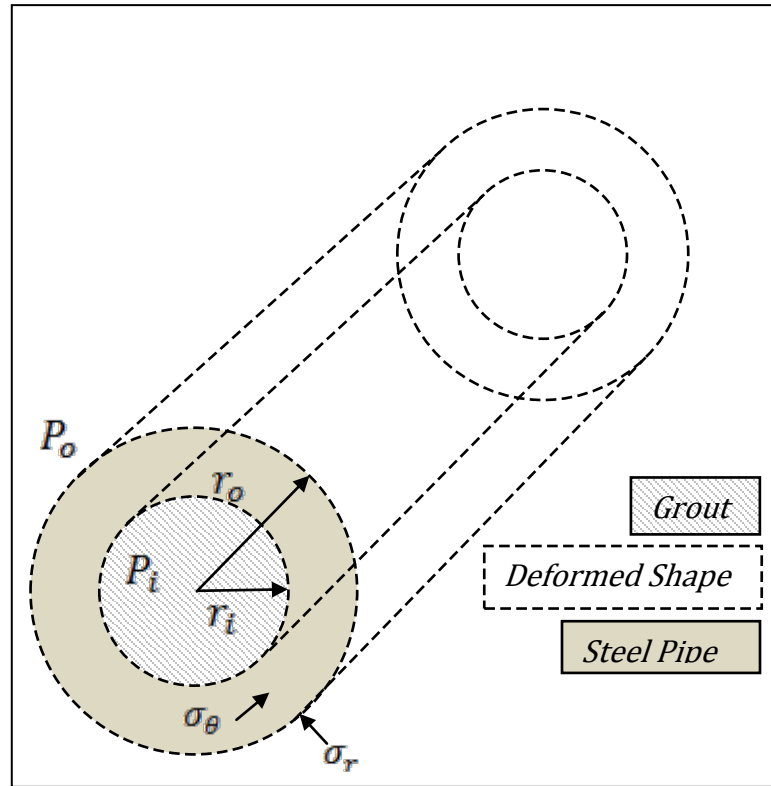 P_o
r_o
P_i
r_i
σ_θ
σ_r
Grout
Deformed Shape
Steel Pipe